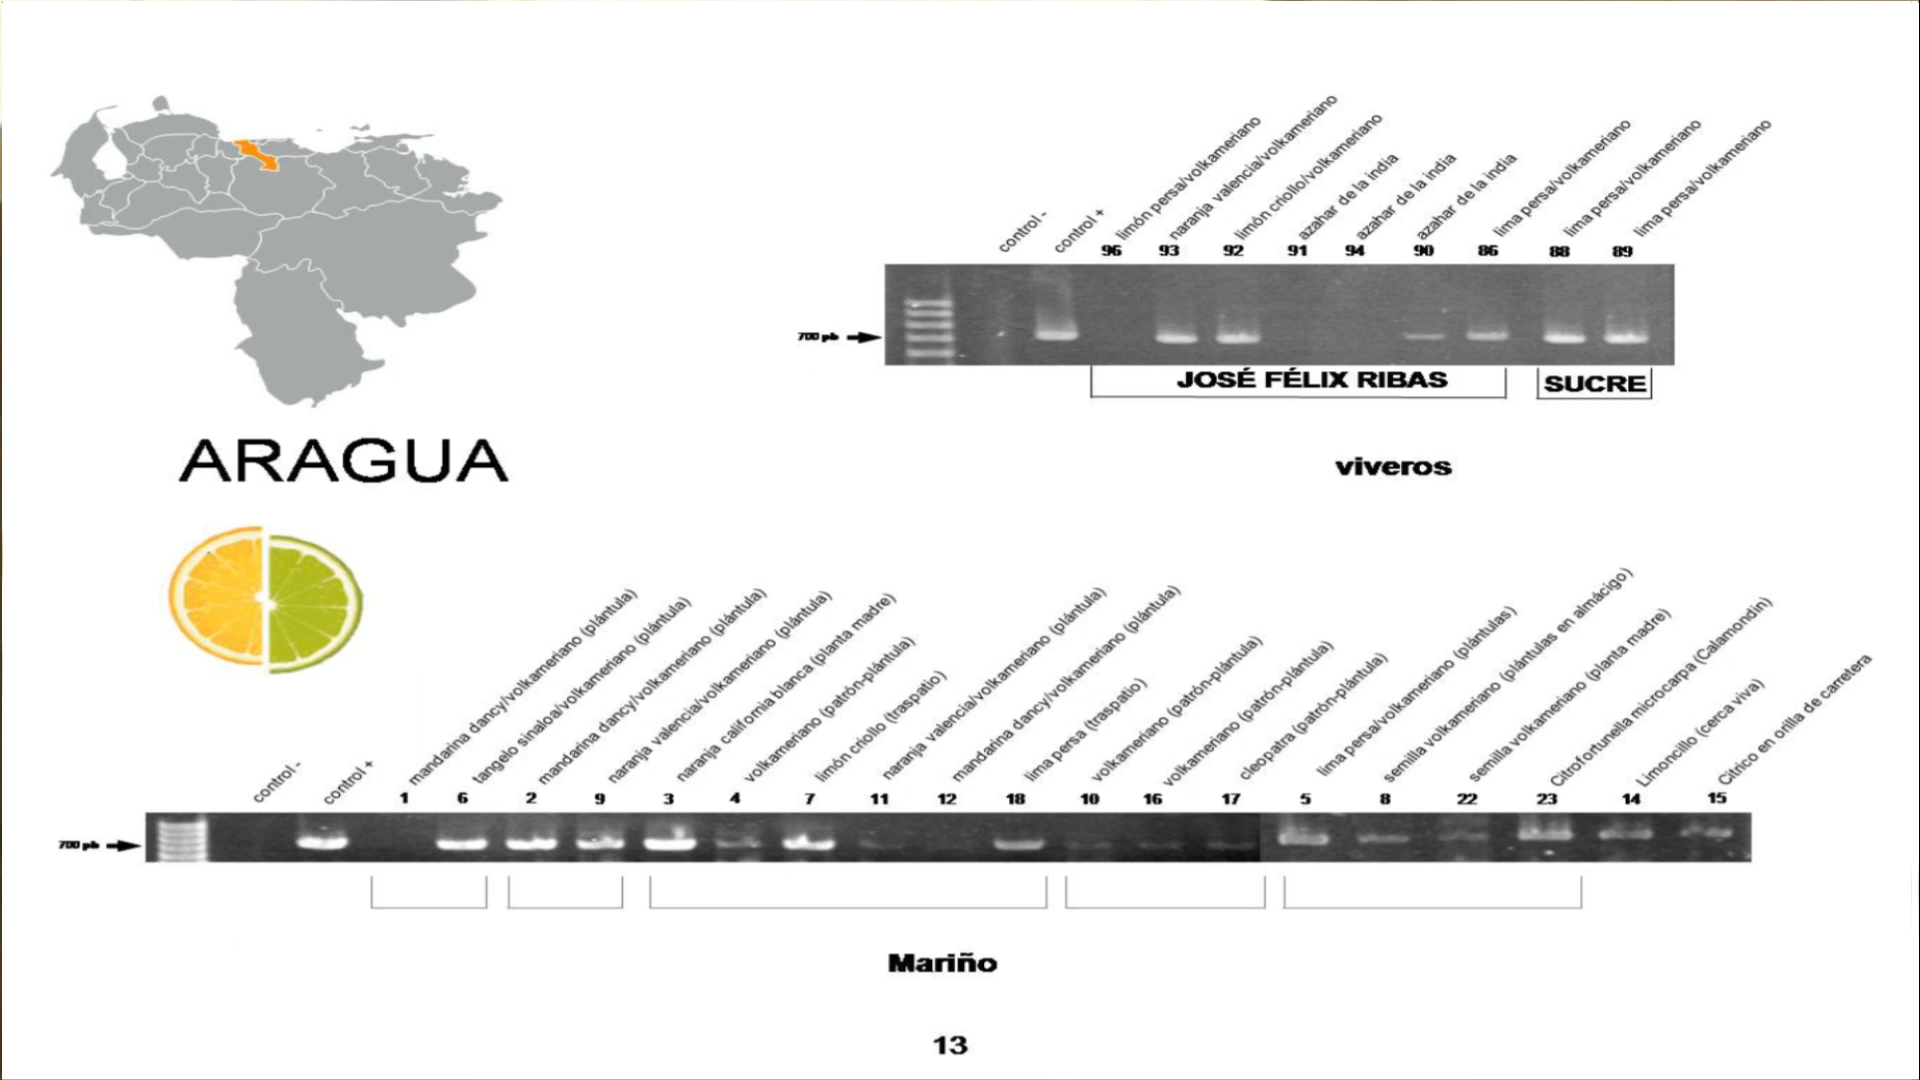 control -
control +
limón persa/volkameriano
naranja valencia/volkameriano
limón criollo/volkameriano
azahar de la india
azahar de la india
azahar de la india
lima persa/volkameriano
lima persa/volkameriano
lima persa/volkameriano
96 93 92 91 94 90 86 88 89
700 pb
JOSÉ FÉLIX RIBAS
SUCRE
viveros
ARAGUA
control -
control +
mandarina dancy/volkameriano (plántula)
tangelo sinaloa/volkameriano (plántula)
mandarina dancy/volkameriano (plántula)
naranja valencia/volkameriano (plántula)
naranja california blanca (planta madre)
volkameriano (patrón-plántula)
limón criollo (traspatio)
naranja valencia/volkameriano (plántula)
mandarina dancy/volkameriano (plántula)
lima persa (traspatio)
volkameriano (patrón-plántula)
volkameriano (patrón-plántula)
cleopatra (patrón-plántula)
lima persa/volkameriano (plántulas)
semilla volkameriano (plántulas en almácigo)
semilla volkameriano (planta madre)
Citrofortunella microcarpa (Calamondin)
Limoncillo (cerca viva)
Cítrico en orilla de carretera
1 6 2 9 3 4 7 11 12 18 10 16 17 5 8 22 23 14 15
700 pb
Mariño
13